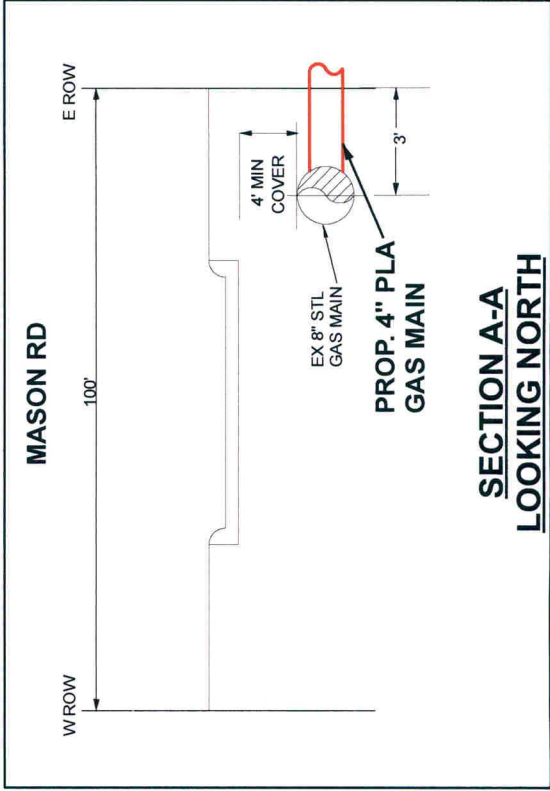 MASON RD
W ROW
100'
E ROW
4' MIN
COVER
3'
EX 8" STL
GAS MAIN
PROP. 4" PLA
GAS MAIN
SECTION A-A
LOOKING NORTH